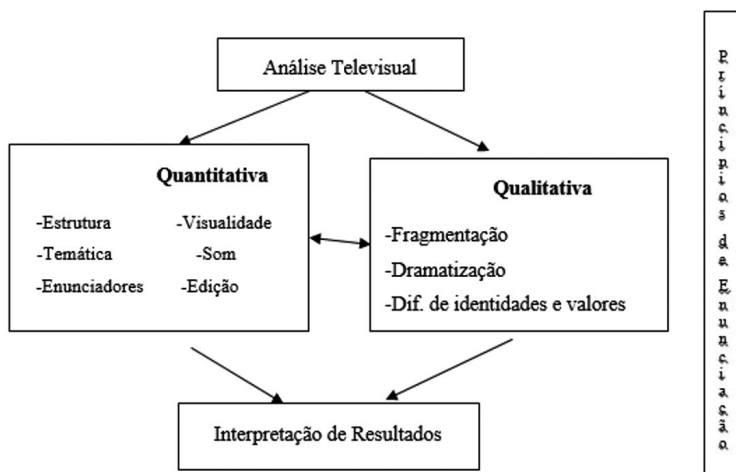 Análise Televisual
Quantitativa
-Estrutura -Visualidade
-Temática -Som
-Enunciadores -Edição
Qualitativa
-Fragmentação
-Dramatização
-Dif. de identidades e valores
Interpretação de Resultados
Princípios de Enunciação